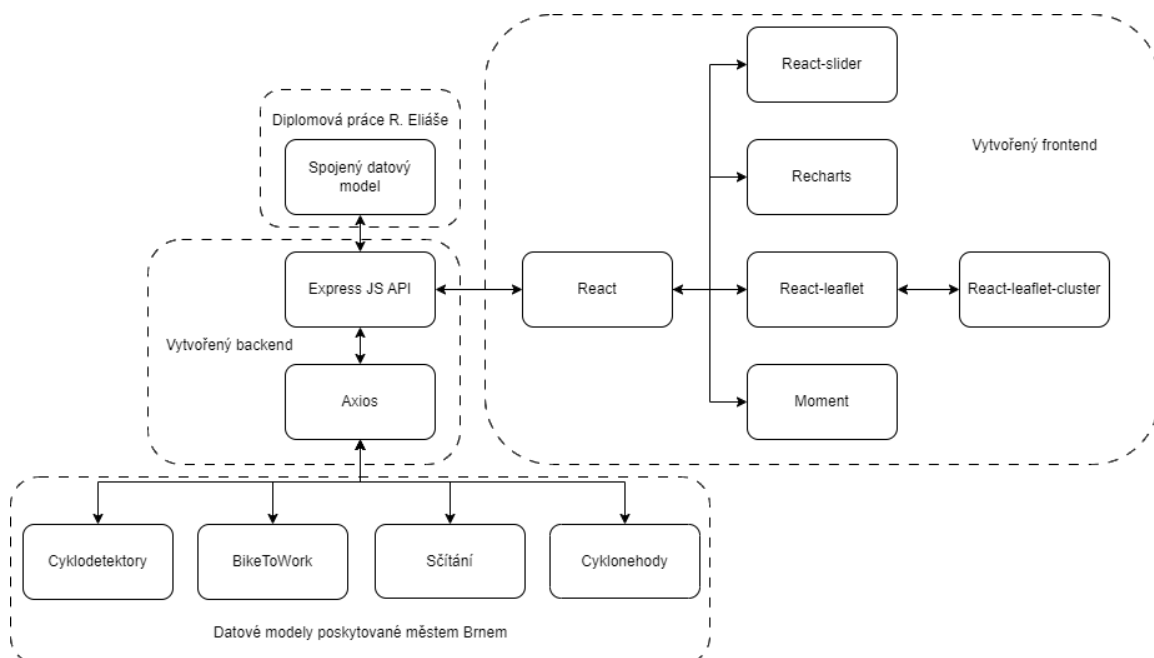 React-slider
Diplomová práce R. Eliáše
Vytvořený frontend
Spojený datový
model
Recharts
Express JS API
React
React-leaflet
React-leaflet-cluster
Vytvořený backend
Axios
Moment
Cyklodetektory
BikeToWork
Sčítání
Cyklonehody
Datové modely poskytované městem Brnem